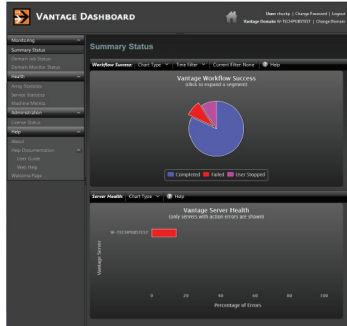 VANTAGE DASHBOARD
User: chucky | Change Password | Logout
Vantage Domain: W-TECHPUBSTEST | Change Domain
Monitoring
Summary Status
Domain Job Status
Domain Monitor Status
Health
Array Statistics
Service Statistics
Machine Metrics
Administration
License Status
Help
About
Help Documentation
User Guide
Web Help
Welcome Page
Summary Status
Workflow Success Chart Type Time Filter Current Filter: None Help
Vantage Workflow Success
(click to expand a segment)
Completed Failed User Stopped
Server Health Chart Type Help
Vantage Server Health
(only servers with action errors are shown)
W-TECHPUBSTEST
Vantage Server
0 20 40 60 80 100
Percentage of Errors